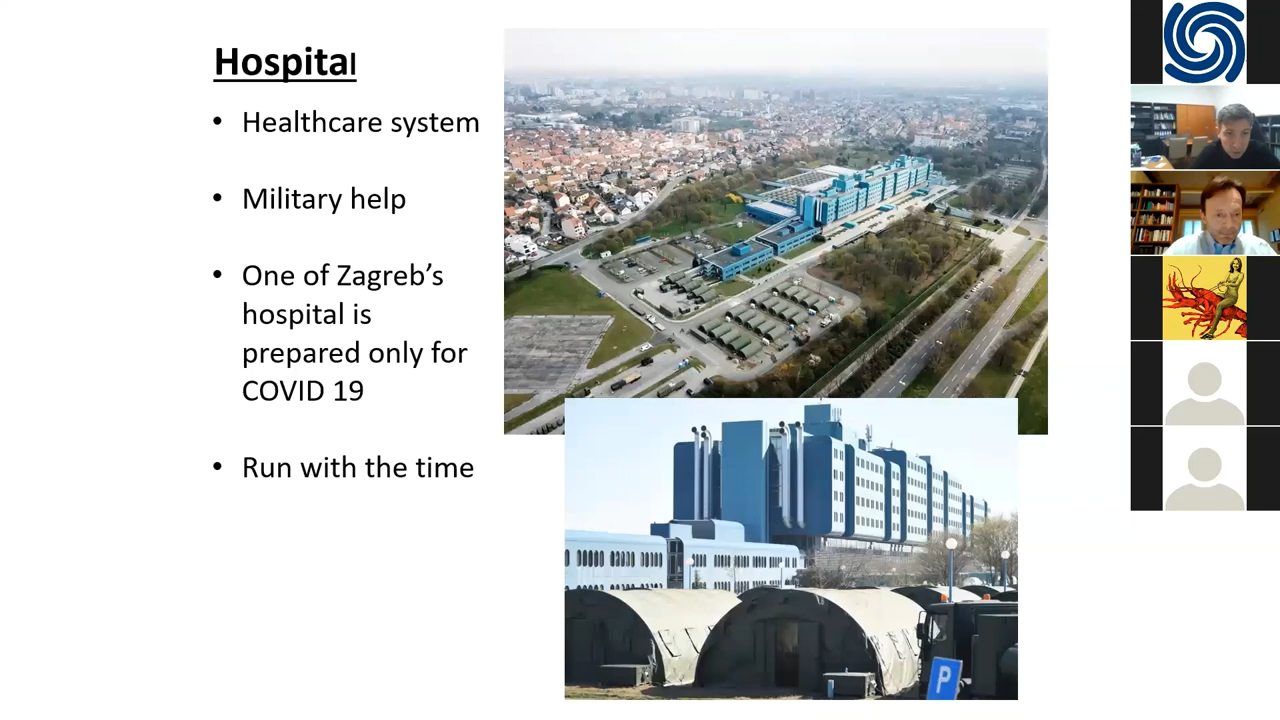 Hospital
• Healthcare system
• Military help
• One of Zagreb’s
hospital is
prepared only for
COVID 19
• Run with the time
P